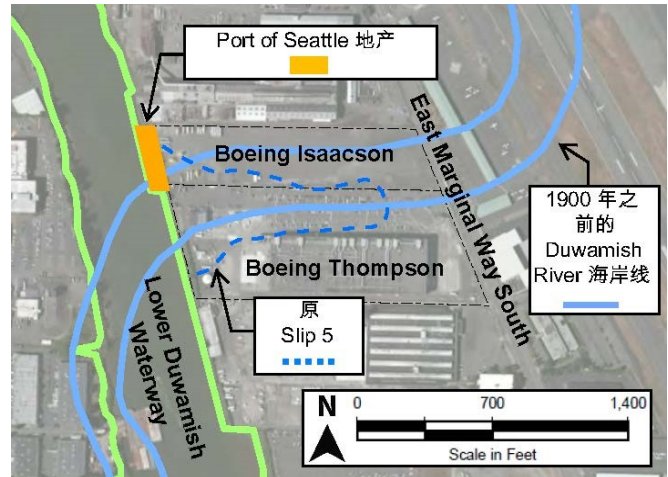 Port of Seattle 地产
Boeing Isaacson
East Marginal Way South
1900 年之
前的
Duwamish
River 海岸线
Boeing Thompson
Lower Duwamish
Waterway
原
Slip 5
N
0 700 1,400
Scale in Feet